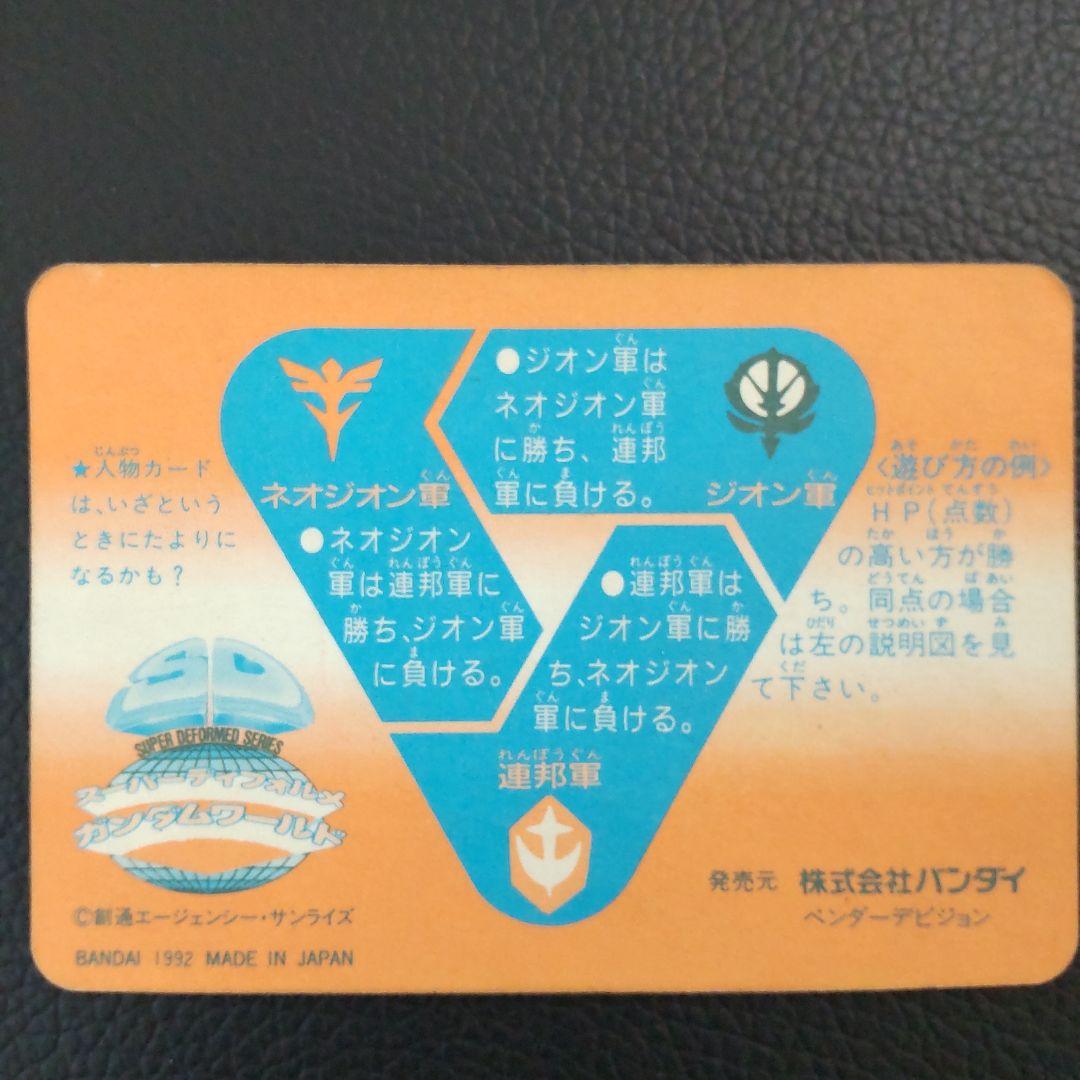 ●ジオン軍は
ネオジオン軍
に勝ち、連邦
軍に負ける。
ネオジオン軍
ジオン軍
●ネオジオン
軍は連邦軍に
勝ち、ジオン軍
に負ける。
●連邦軍は
ジオン軍に勝
ち、ネオジオン
軍に負ける。
連邦軍
★人物カード
は、いざという
ときにたよりに
なるかも?
〈遊び方の例〉
HP(点数)
の高い方が勝
ち。同点の場合
は左の説明図を見
て下さい。
SUPER DEFORMED SERIES
スーパーディフォルメ
ガンダムワールド
©創通エージェンシー・サンライズ
BANDAI 1992 MADE IN JAPAN
発売元 株式会社バンダイ
ベンダーデビジョン